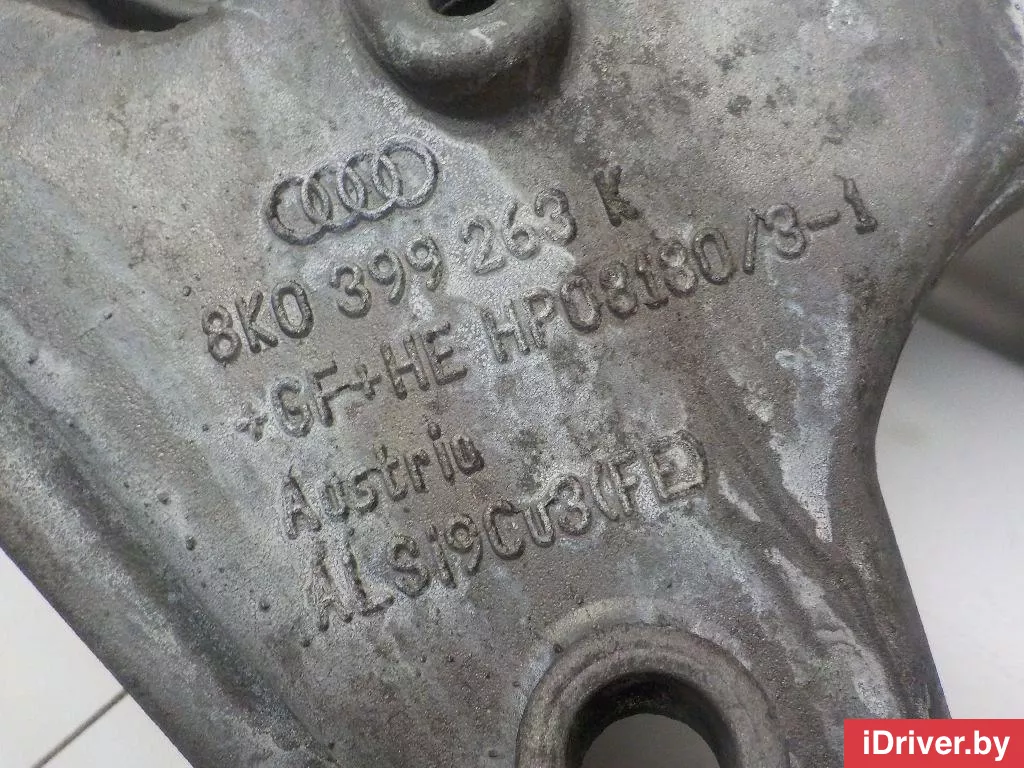 8K0 399 263 K
+GF+HE HP08180/3-1
Austria
ALSi9Cu3(FE)
iDriver.by